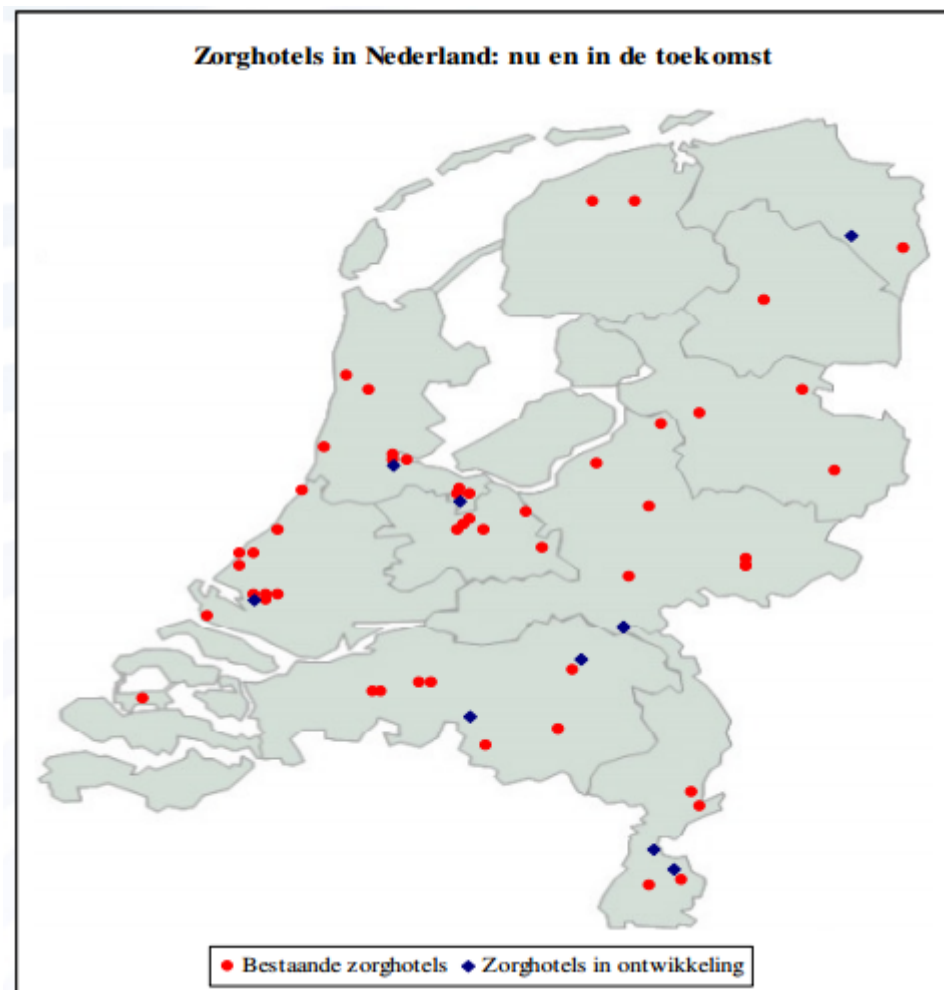 Zorghotels in Nederland: nu en in de toekomst
Bestaande zorghotels Zorghotels in ontwikkeling